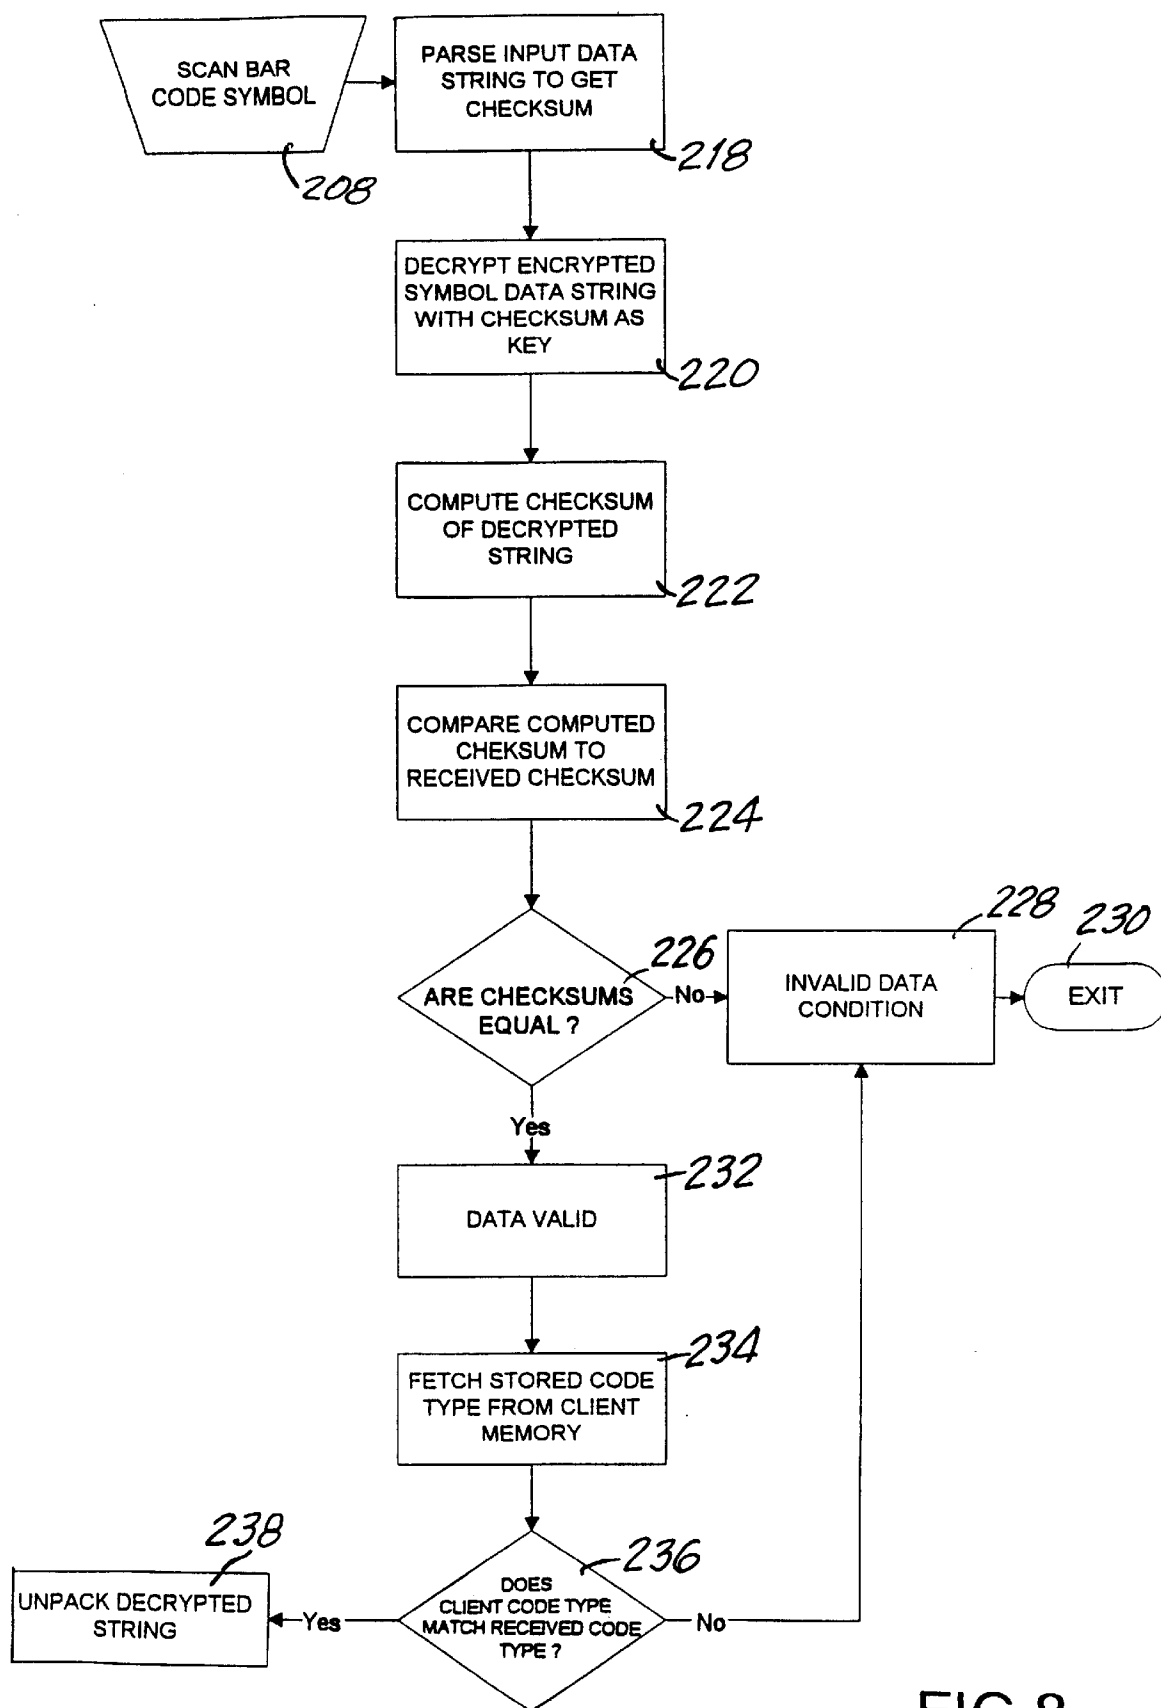 SCAN BAR
CODE SYMBOL
208
PARSE INPUT DATA
STRING TO GET
CHECKSUM
218
DECRYPT ENCRYPTED
SYMBOL DATA STRING
WITH CHECKSUM AS
KEY
220
COMPUTE CHECKSUM
OF DECRYPTED
STRING
222
COMPARE COMPUTED
CHEKSUM TO
RECEIVED CHECKSUM
224
226
ARE CHECKSUMS
EQUAL ?
No
228
INVALID DATA
CONDITION
230
EXIT
Yes
232
DATA VALID
234
FETCH STORED CODE
TYPE FROM CLIENT
MEMORY
236
DOES
CLIENT CODE TYPE
MATCH RECEIVED CODE
TYPE ?
No
Yes
238
UNPACK DECRYPTED
STRING
FIG.8